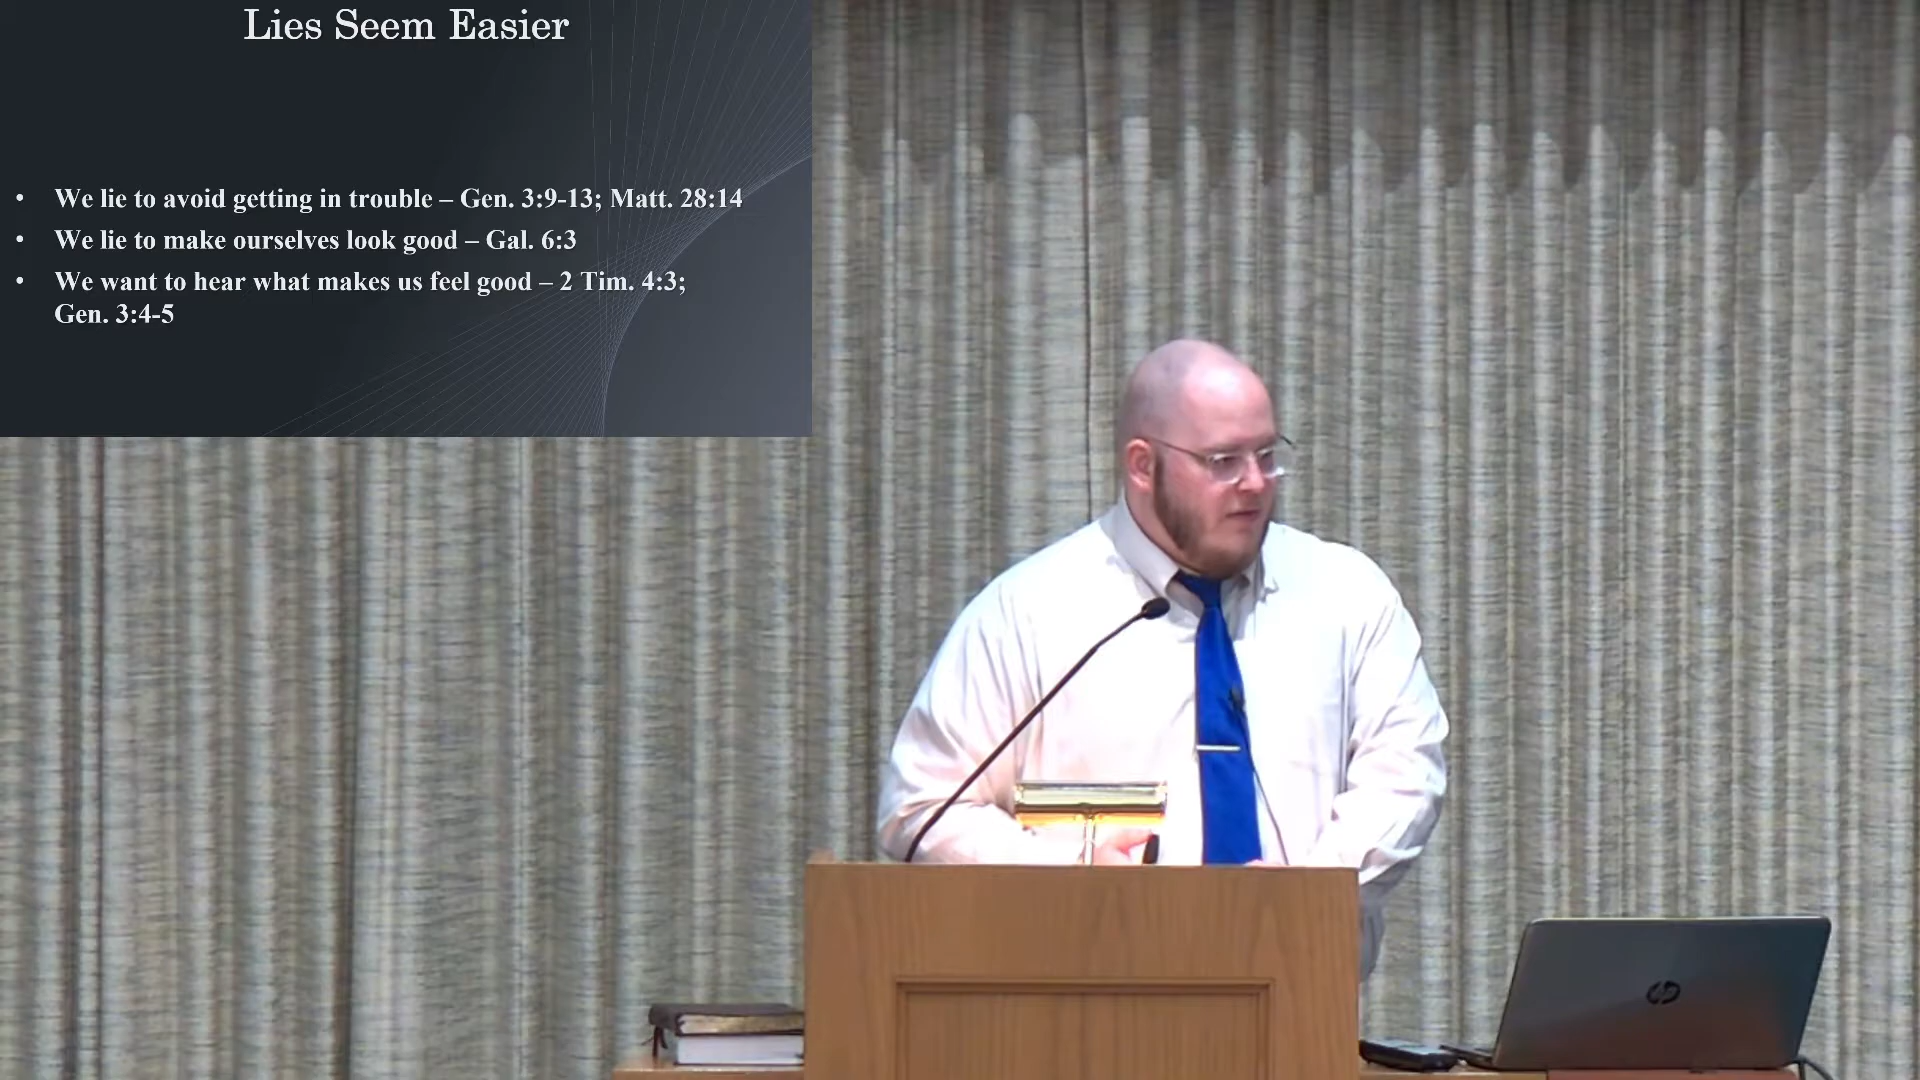 Lies Seem Easier
• We lie to avoid getting in trouble – Gen. 3:9-13; Matt. 28:14
• We lie to make ourselves look good – Gal. 6:3
• We want to hear what makes us feel good – 2 Tim. 4:3;
Gen. 3:4-5
hp